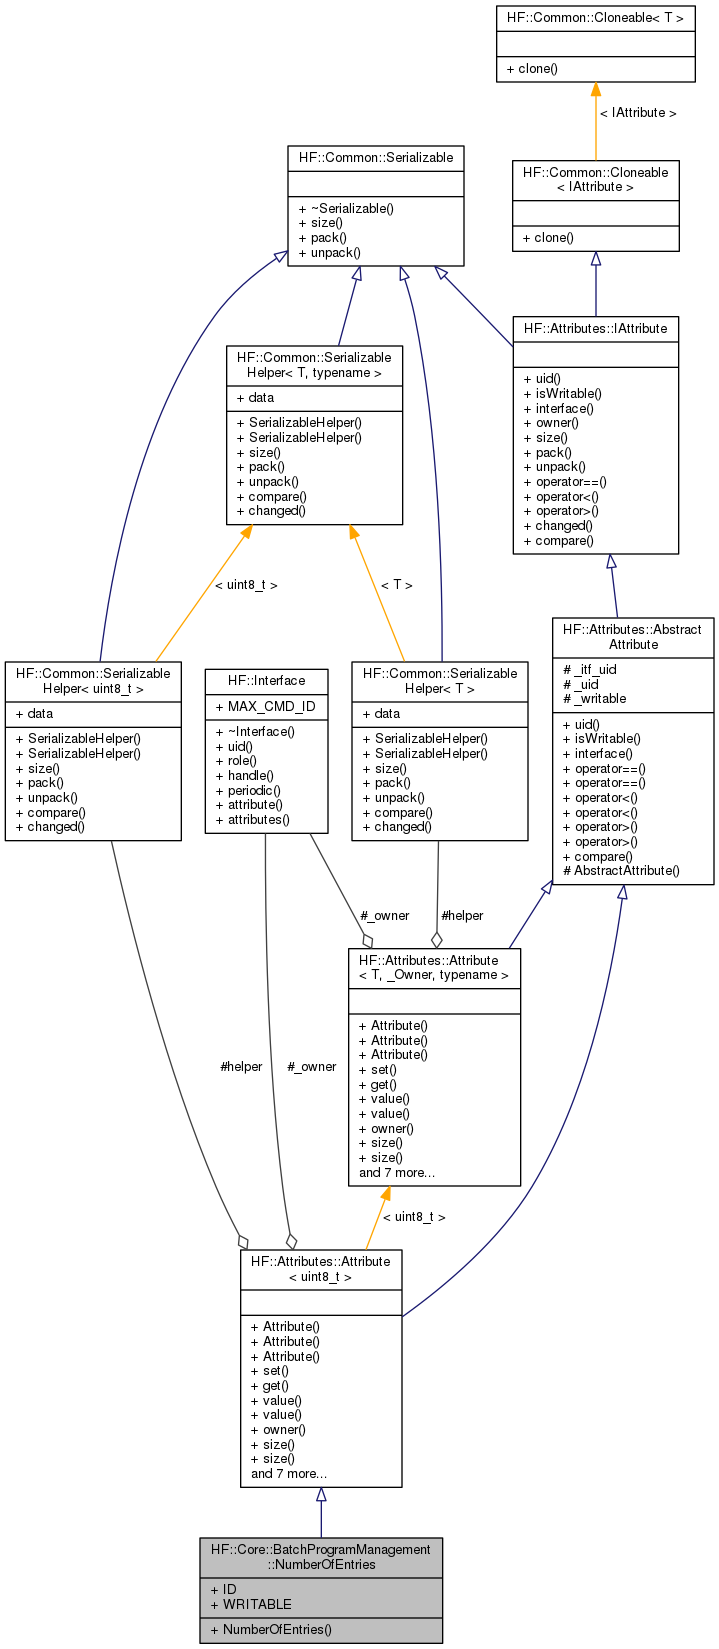 HF::Common::Cloneable< T >
+ clone()
< IAttribute >
HF::Common::Serializable
+ ~Serializable()
+ size()
+ pack()
+ unpack()
HF::Common::Cloneable
< IAttribute >
+ clone()
HF::Common::Serializable
Helper< T, typename >
+ data
+ SerializableHelper()
+ SerializableHelper()
+ size()
+ pack()
+ unpack()
+ compare()
+ changed()
HF::Attributes::IAttribute
+ uid()
+ isWritable()
+ interface()
+ owner()
+ size()
+ pack()
+ unpack()
+ operator==()
+ operator<()
+ operator>()
+ changed()
+ compare()
< uint8_t >
< T >
HF::Common::Serializable
Helper< uint8_t >
+ data
+ SerializableHelper()
+ SerializableHelper()
+ size()
+ pack()
+ unpack()
+ compare()
+ changed()
HF::Interface
+ MAX_CMD_ID
+ ~Interface()
+ uid()
+ role()
+ handle()
+ periodic()
+ attribute()
+ attributes()
HF::Common::Serializable
Helper< T >
+ data
+ SerializableHelper()
+ SerializableHelper()
+ size()
+ pack()
+ unpack()
+ compare()
+ changed()
HF::Attributes::Abstract
Attribute
# _itf_uid
# _uid
# _writable
+ uid()
+ isWritable()
+ interface()
+ operator==()
+ operator==()
+ operator<()
+ operator<()
+ operator>()
+ operator>()
+ compare()
# AbstractAttribute()
#_owner
#helper
HF::Attributes::Attribute
< T, _Owner, typename >
+ Attribute()
+ Attribute()
+ Attribute()
+ set()
+ get()
+ value()
+ value()
+ owner()
+ size()
+ size()
and 7 more...
#helper
#_owner
< uint8_t >
HF::Attributes::Attribute
< uint8_t >
+ Attribute()
+ Attribute()
+ Attribute()
+ set()
+ get()
+ value()
+ value()
+ owner()
+ size()
+ size()
and 7 more...
HF::Core::BatchProgramManagement
::NumberOfEntries
+ ID
+ WRITABLE
+ NumberOfEntries()